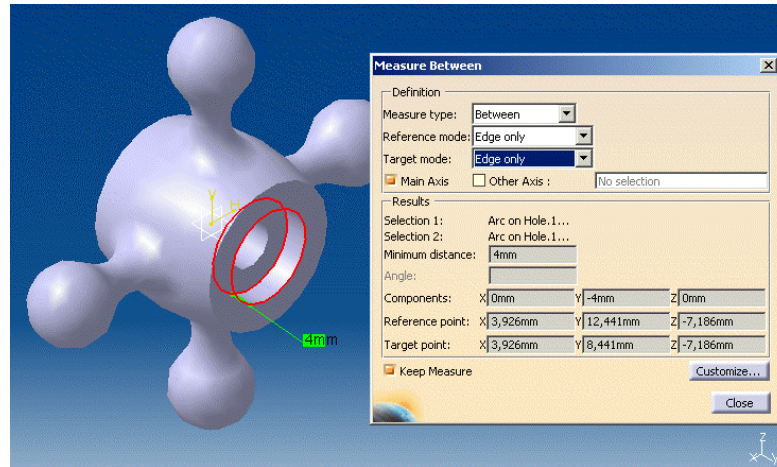 Measure Between
Definition
Measure type: Between
Reference mode: Edge only
Target mode: Edge only
Main Axis Other Axis : No selection
Results
Selection 1: Arc on Hole.1...
Selection 2: Arc on Hole.1...
Minimum distance: 4mm
Angle:
Components: X 0mm Y -4mm Z 0mm
Reference point: X 3,926mm Y 12,441mm Z -7,186mm
Target point: X 3,926mm Y 8,441mm Z -7,186mm
Keep Measure Customize...
Close
V H
4mm
z
x y